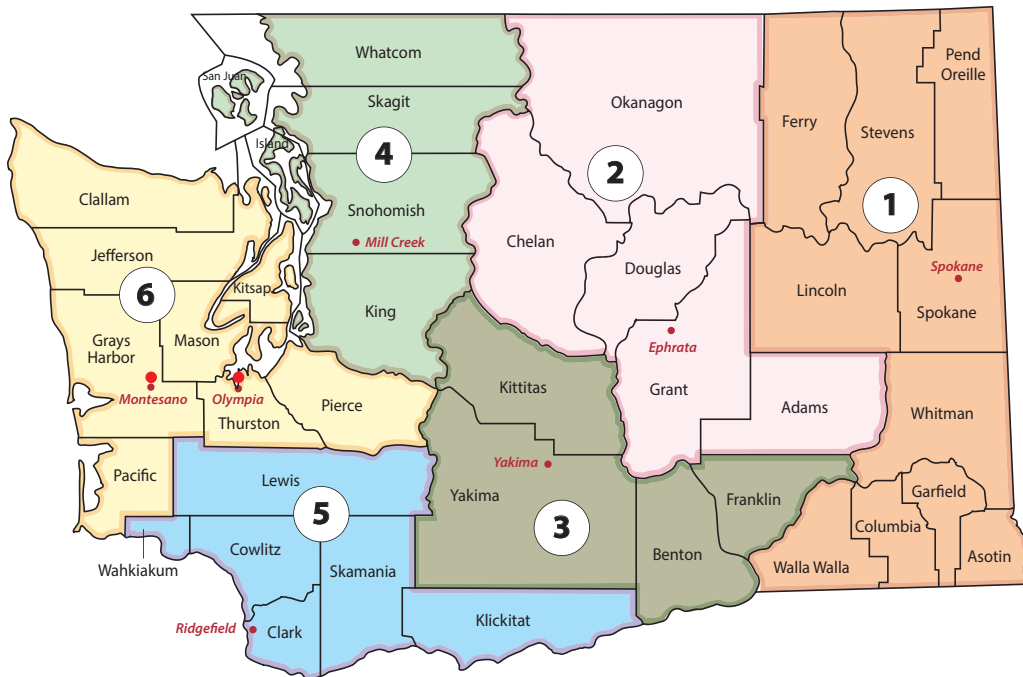 Whatcom
San Juan
Skagit
Island
4
Snohomish
Mill Creek
King
Okanagon
2
Chelan
Douglas
Ephrata
Grant
Adams
Pend
Oreille
Ferry
Stevens
1
Spokane
Lincoln
Spokane
Whitman
Garfield
Columbia
Asotin
Walla Walla
Clallam
Jefferson
6
Kitsap
Grays
Harbor
Mason
Montesano
Olympia
Thurston
Pierce
Pacific
Kittitas
Yakima
Yakima
3
Franklin
Benton
Lewis
5
Wahkiakum
Cowlitz
Skamania
Ridgefield
Clark
Klickitat